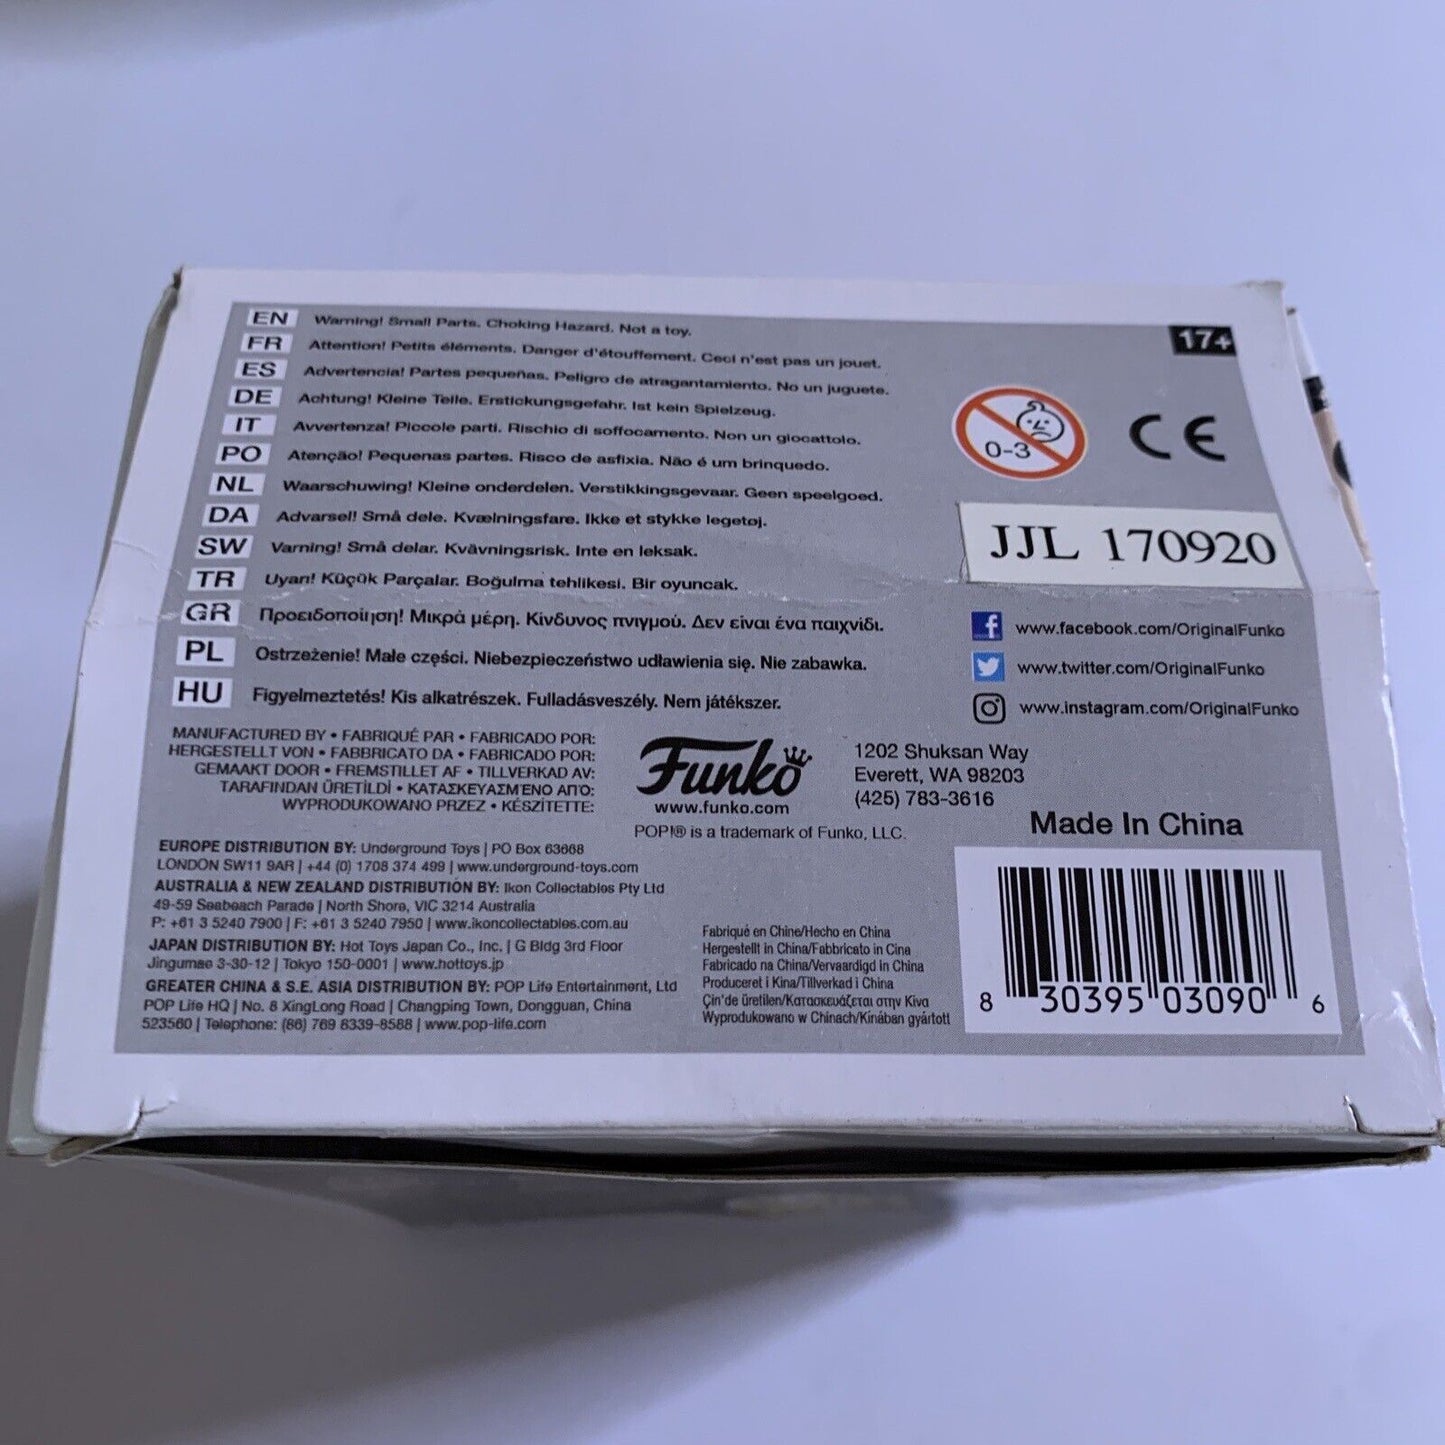 EN Warning! Small Parts. Choking Hazard. Not a toy.
FR Attention! Petits éléments. Danger d'étouffement. Ceci n'est pas un jouet.
ES Advertencia! Partes pequeñas. Peligro de atragantamiento. No un juguete.
DE Achtung! Kleine Teile. Erstickungsgefahr. Ist kein Spielzeug.
IT Avvertenza! Piccole parti. Rischio di soffocamento. Non un giocattolo.
PO Atenção! Pequenas partes. Risco de asfixia. Não é um brinquedo.
NL Waarschuwing! Kleine onderdelen. Verstikkingsgevaar. Geen speelgoed.
DA Advarsel! Små dele. Kvælningsfare. Ikke et stykke legetøj.
SW Varning! Små delar. Kvävningsrisk. Inte en leksak.
TR Uyarı! Küçük Parçalar. Boğulma tehlikesi. Bir oyuncak.
GR Προειδοποίηση! Μικρά μέρη. Κίνδυνος πνιγμού. Δεν είναι ένα παιχνίδι.
PL Ostrzeżenie! Małe części. Niebezpieczeństwo udławienia się. Nie zabawka.
HU Figyelmeztetés! Kis alkatrészek. Fulladásveszély. Nem játékszer.
17+
0-3
CE
JJL 170920
www.facebook.com/OriginalFunko
www.twitter.com/OriginalFunko
www.instagram.com/OriginalFunko
MANUFACTURED BY • FABRIQUÉ PAR • FABRICADO POR:
HERGESTELLT VON • FABBRICATO DA • FABRICADO POR:
GEMAAKT DOOR • FREMSTILLET AF • TILLVERKAD AV:
TARAFINDAN ÜRETİLDİ • ΚΑΤΑΣΚΕΥΑΣΜΈΝΟ ΑΠΌ:
WYPRODUKOWANO PRZEZ • KÉSZÍTETTE:
Funko
www.funko.com
POP!® is a trademark of Funko, LLC.
1202 Shuksan Way
Everett, WA 98203
(425) 783-3616
Made In China
EUROPE DISTRIBUTION BY: Underground Toys | PO Box 63668
LONDON SW11 9AR | +44 (0) 1708 374 499 | www.underground-toys.com
AUSTRALIA & NEW ZEALAND DISTRIBUTION BY: Ikon Collectables Pty Ltd
49-59 Seabeach Parade | North Shore, VIC 3214 Australia
P: +61 3 5240 7900 | F: +61 3 5240 7950 | www.ikoncollectables.com.au
JAPAN DISTRIBUTION BY: Hot Toys Japan Co., Inc. | G Bldg 3rd Floor
Jingumae 3-30-12 | Tokyo 150-0001 | www.hottoys.jp
GREATER CHINA & S.E. ASIA DISTRIBUTION BY: POP Life Entertainment, Ltd
POP Life HQ | No. 8 XingLong Road | Changping Town, Dongguan, China
523560 | Telephone: (86) 769 8339-8588 | www.pop-life.com
Fabriqué en Chine/Hecho en China
Hergestellt in China/Fabbricato in Cina
Fabricado na China/Vervaardigd in China
Produceret i Kina/Tillverkad i China
Çin'de üretilen/Κατασκευάζεται στην Κίνα
Wyprodukowano w Chinach/Kínában gyártott
8 30395 03090 6